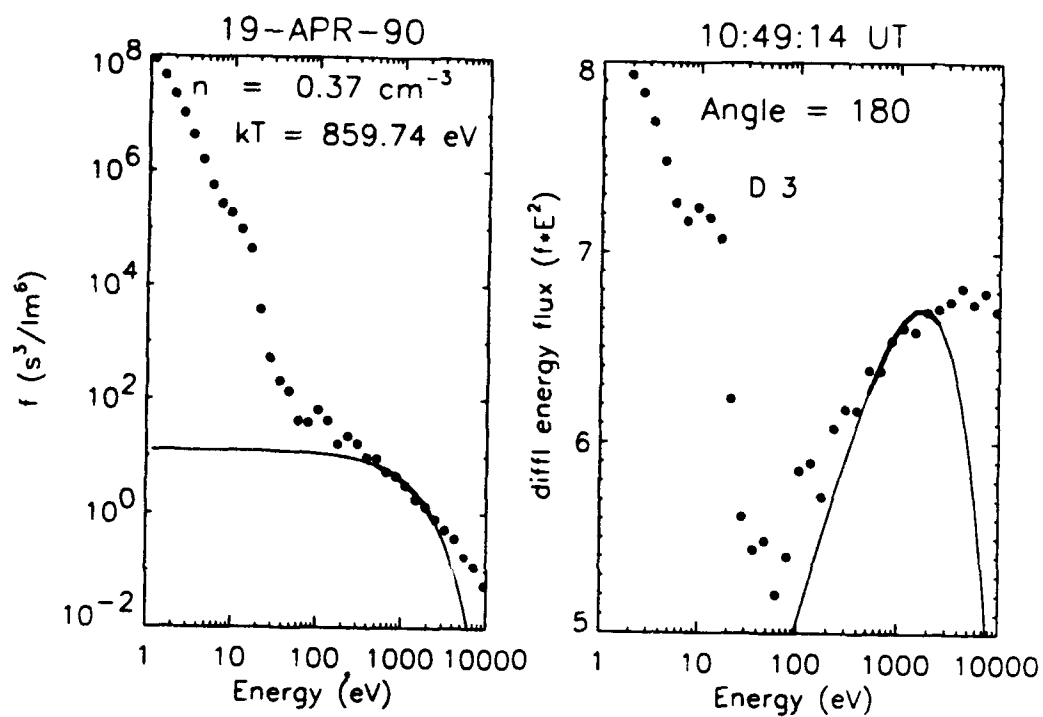 19-APR-90
10:49:14 UT
n = 0.37 cm⁻³
kT = 859.74 eV
f (s³/lm⁶)
10⁸
10⁶
10⁴
10²
10⁰
10⁻²
1 10 100 1000 10000
Energy (eV)
Angle = 180
D 3
diffl energy flux (f*E²)
8
7
6
5
1 10 100 1000 10000
Energy (eV)